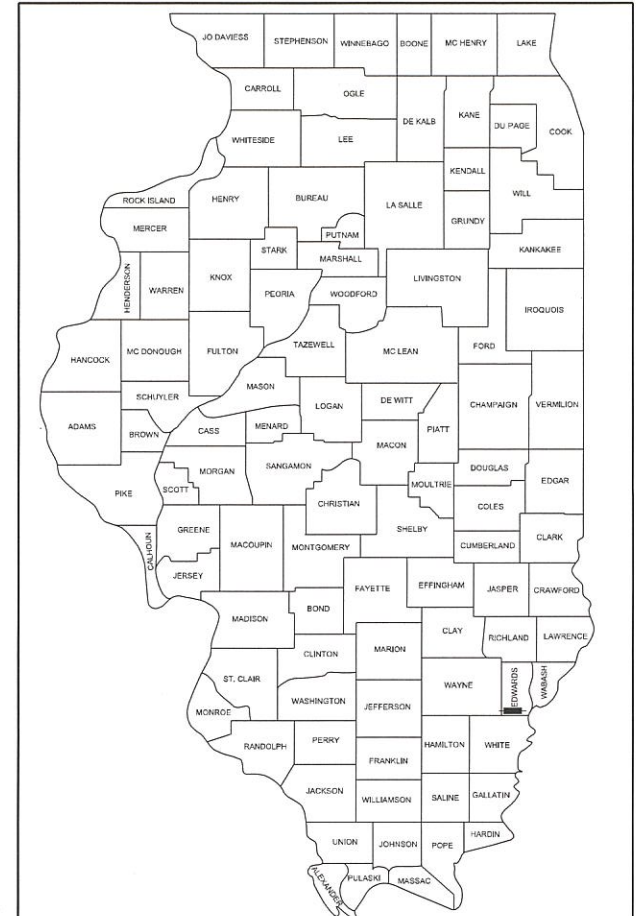 JO DAVIESS
STEPHENSON
WINNEBAGO
BOONE
MC HENRY
LAKE
CARROLL
OGLE
DE KALB
KANE
DU PAGE
COOK
WHITESIDE
LEE
KENDALL
WILL
ROCK ISLAND
HENRY
BUREAU
LA SALLE
GRUNDY
MERCER
PUTNAM
STARK
MARSHALL
KANKAKEE
HENDERSON
WARREN
KNOX
PEORIA
WOODFORD
LIVINGSTON
IROQUOIS
HANCOCK
MC DONOUGH
FULTON
TAZEWELL
MC LEAN
FORD
MASON
SCHUYLER
LOGAN
DE WITT
CHAMPAIGN
VERMILION
ADAMS
BROWN
CASS
MENARD
MACON
PIATT
PIKE
SCOTT
MORGAN
SANGAMON
CHRISTIAN
MOULTRIE
DOUGLAS
EDGAR
COLES
CALHOUN
GREENE
MACOUPIN
MONTGOMERY
SHELBY
CUMBERLAND
CLARK
JERSEY
FAYETTE
EFFINGHAM
JASPER
CRAWFORD
MADISON
BOND
CLAY
RICHLAND
LAWRENCE
CLINTON
MARION
ST. CLAIR
WAYNE
EDWARDS
WABASH
MONROE
WASHINGTON
JEFFERSON
RANDOLPH
PERRY
HAMILTON
WHITE
FRANKLIN
JACKSON
WILLIAMSON
SALINE
GALLATIN
UNION
JOHNSON
POPE
HARDIN
ALEXANDER
PULASKI
MASSAC